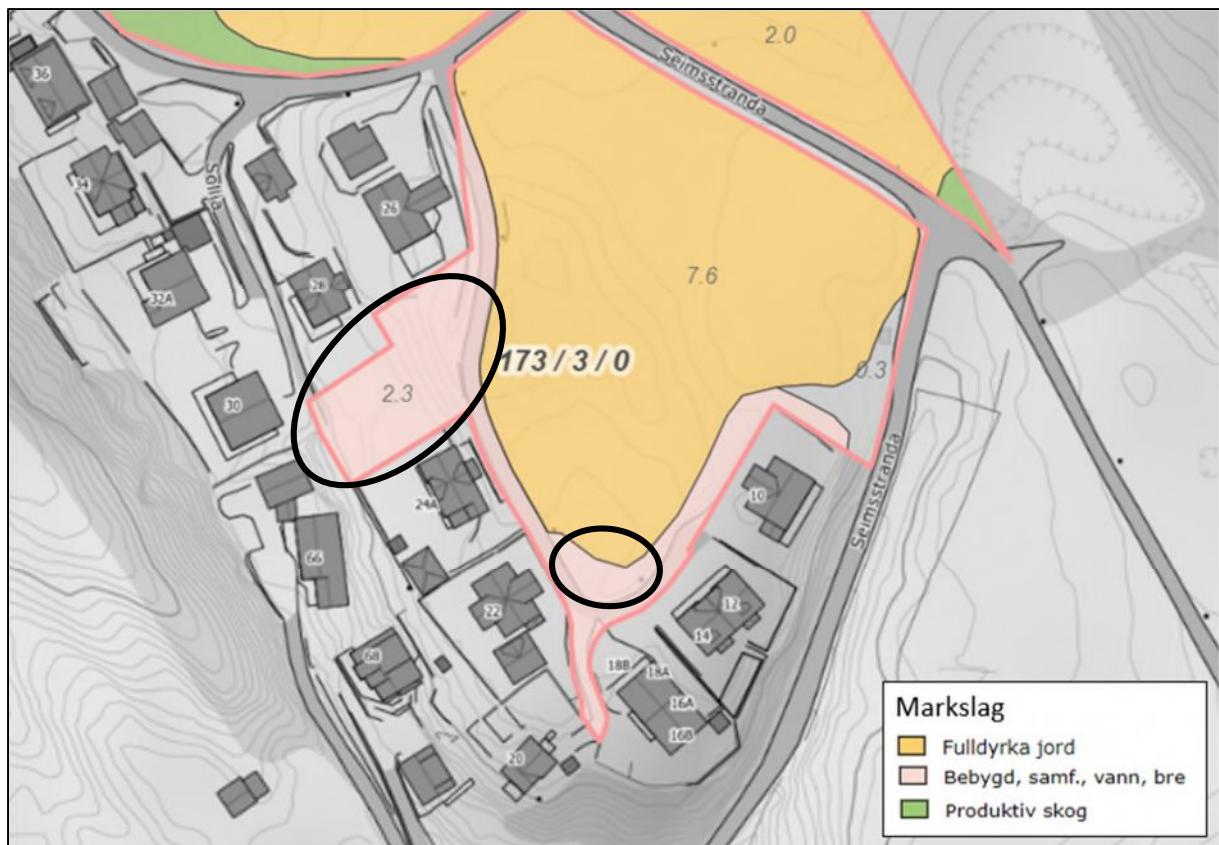 2.0
Seimsstranda
36
34
Sollia
26
32A
28
7.6
173 / 3 / 0
0.3
2.3
30
24A
10
Seimsstranda
66
22
12
14
68
18B
18A
16A
16B
20
Markslag
Fulldyrka jord
Bebygd, samf., vann, bre
Produktiv skog